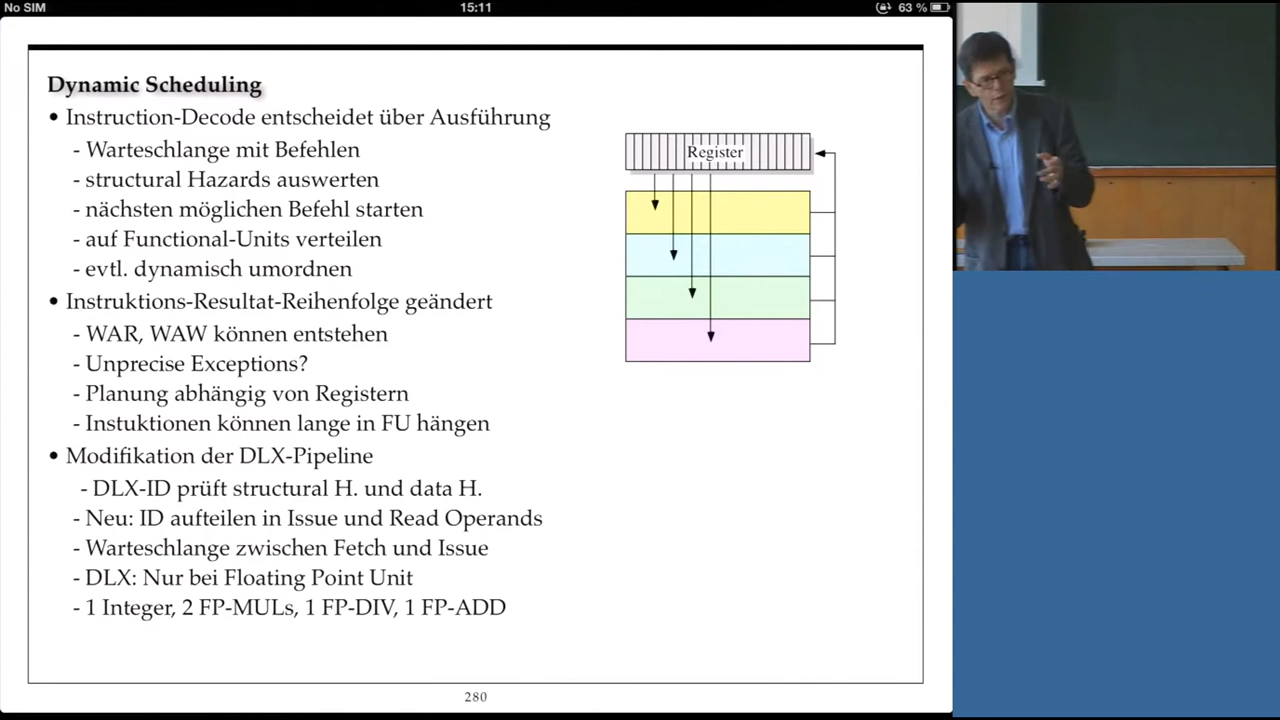 No SIM
15:11
63 %
Dynamic Scheduling
• Instruction-Decode entscheidet über Ausführung
- Warteschlange mit Befehlen
- structural Hazards auswerten
- nächsten möglichen Befehl starten
- auf Functional-Units verteilen
- evtl. dynamisch umordnen
• Instruktions-Resultat-Reihenfolge geändert
- WAR, WAW können entstehen
- Unprecise Exceptions?
- Planung abhängig von Registern
- Instuktionen können lange in FU hängen
• Modifikation der DLX-Pipeline
- DLX-ID prüft structural H. und data H.
- Neu: ID aufteilen in Issue und Read Operands
- Warteschlange zwischen Fetch und Issue
- DLX: Nur bei Floating Point Unit
- 1 Integer, 2 FP-MULs, 1 FP-DIV, 1 FP-ADD
Register
280